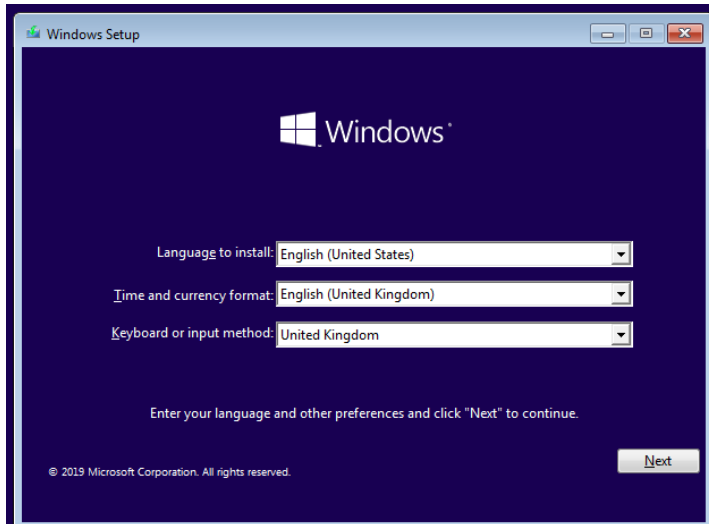 Windows Setup
Windows
Language to install: English (United States)
Time and currency format: English (United Kingdom)
Keyboard or input method: United Kingdom
Enter your language and other preferences and click "Next" to continue.
Next
© 2019 Microsoft Corporation. All rights reserved.